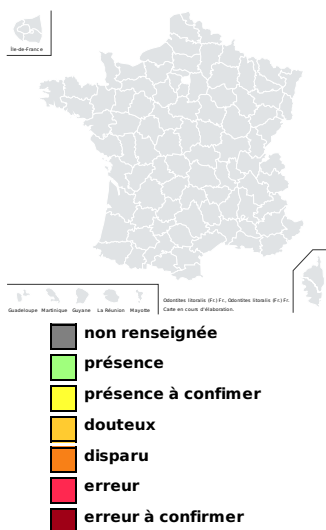 Île-de-France
Guadeloupe Martinique Guyane La Réunion Mayotte
Odontites litoralis (Fr.) Fr., Odontites litoralis (Fr.) Fr.
Carte en cours d'élaboration.
non renseignée
présence
présence à confimer
douteux
disparu
erreur
erreur à confirmer